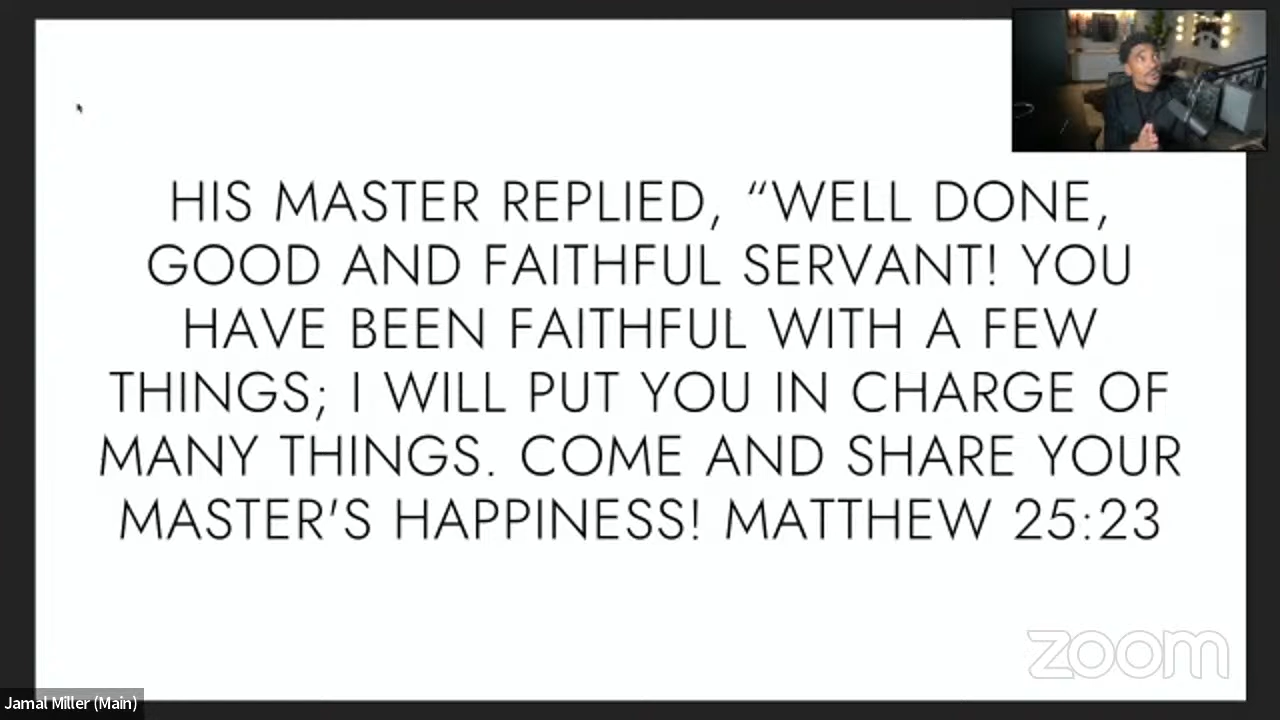 HIS MASTER REPLIED, “WELL DONE,
GOOD AND FAITHFUL SERVANT! YOU
HAVE BEEN FAITHFUL WITH A FEW
THINGS; I WILL PUT YOU IN CHARGE OF
MANY THINGS. COME AND SHARE YOUR
MASTER'S HAPPINESS! MATTHEW 25:23
zoom
Jamal Miller (Main)